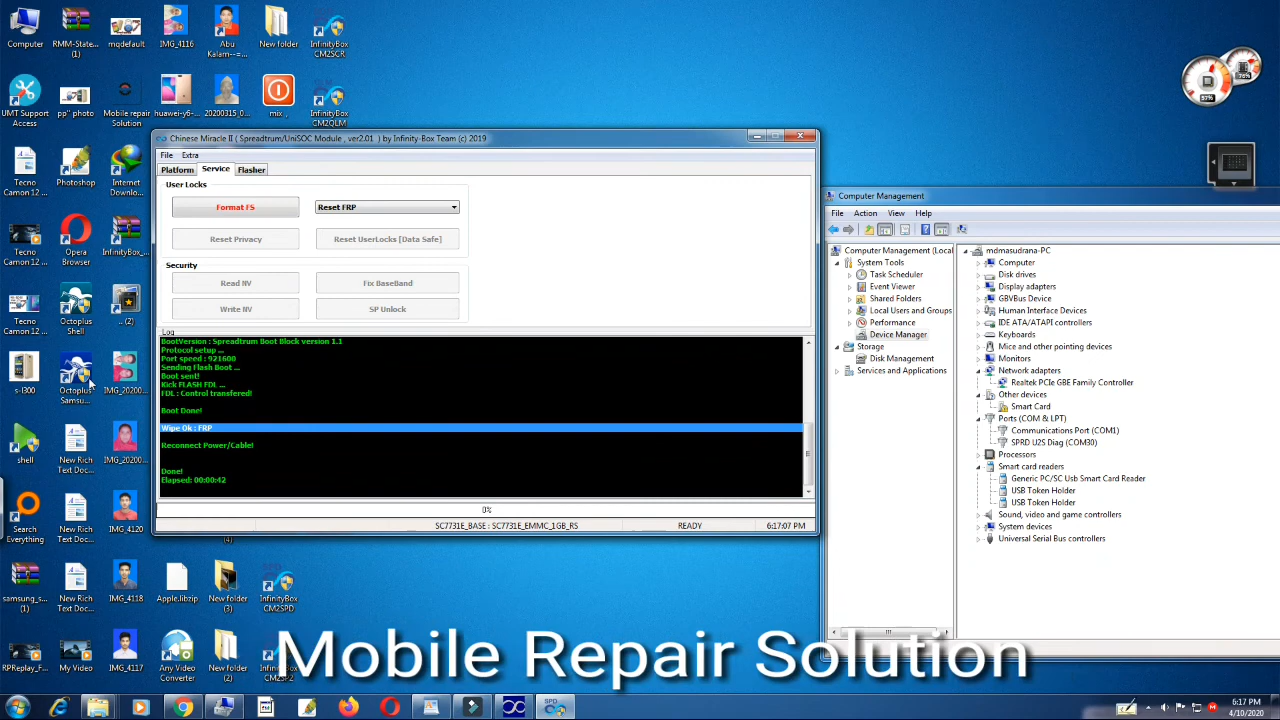 Computer
RMM-State...
(1)
mqdefault
IMG_4116
Abu
Kalam--=...
New folder
InfinityBox
CM2SCR
UMT Support
Access
pp" photo
Mobile repair
Solution
huawei-y6-...
20200315_0...
mix ,
InfinityBox
CM2QLM
Tecno
Camon 12 ...
Photoshop
Internet
Downlo...
Tecno
Camon 12 ...
Opera
Browser
InfinityBox_...
Tecno
Camon 12 ...
Octoplus
Shell
.. (2)
s-l300
Octoplus
Samsu...
IMG_20200...
shell
New Rich
Text Doc...
IMG_20200...
Search
Everything
New Rich
Text Doc...
IMG_4120
(4)
samsung_s...
(1)
New Rich
Text Doc...
IMG_4118
Apple.libzip
New folder
(3)
InfinityBox
CM2SPD
RPReplay_F...
My Video
IMG_4117
Any Video
Converter
New folder
(2)
InfinityBox
CM2SP2
Chinese Miracle II ( Spreadtrum/UniSOC Module , ver2.01 ) by Infinity-Box Team (c) 2019
File Extra
Platform Service Flasher
User Locks
Format FS
Reset FRP
Reset Privacy
Reset UserLocks [Data Safe]
Security
Read NV
Fix BaseBand
Write NV
SP Unlock
Log
BootVersion : Spreadtrum Boot Block version 1.1
Protocol setup ...
Port speed : 921600
Sending Flash Boot ...
Boot sent!
Kick FLASH FDL ...
FDL : Control transfered!
Boot Done!
Wipe Ok : FRP
Reconnect Power/Cable!
Done!
Elapsed: 00:00:42
0%
SC7731E_BASE : SC7731E_EMMC_1GB_RS
READY
6:17:07 PM
Computer Management
File Action View Help
Computer Management (Local
System Tools
Task Scheduler
Event Viewer
Shared Folders
Local Users and Groups
Performance
Device Manager
Storage
Disk Management
Services and Applications
mdmasudrana-PC
Computer
Disk drives
Display adapters
GBVBus Device
Human Interface Devices
IDE ATA/ATAPI controllers
Keyboards
Mice and other pointing devices
Monitors
Network adapters
Realtek PCIe GBE Family Controller
Other devices
Smart Card
Ports (COM & LPT)
Communications Port (COM1)
SPRD U2S Diag (COM30)
Processors
Smart card readers
Generic PC/SC Usb Smart Card Reader
USB Token Holder
USB Token Holder
Sound, video and game controllers
System devices
Universal Serial Bus controllers
57%
76%
Mobile Repair Solution
SPD
6:17 PM
4/10/2020